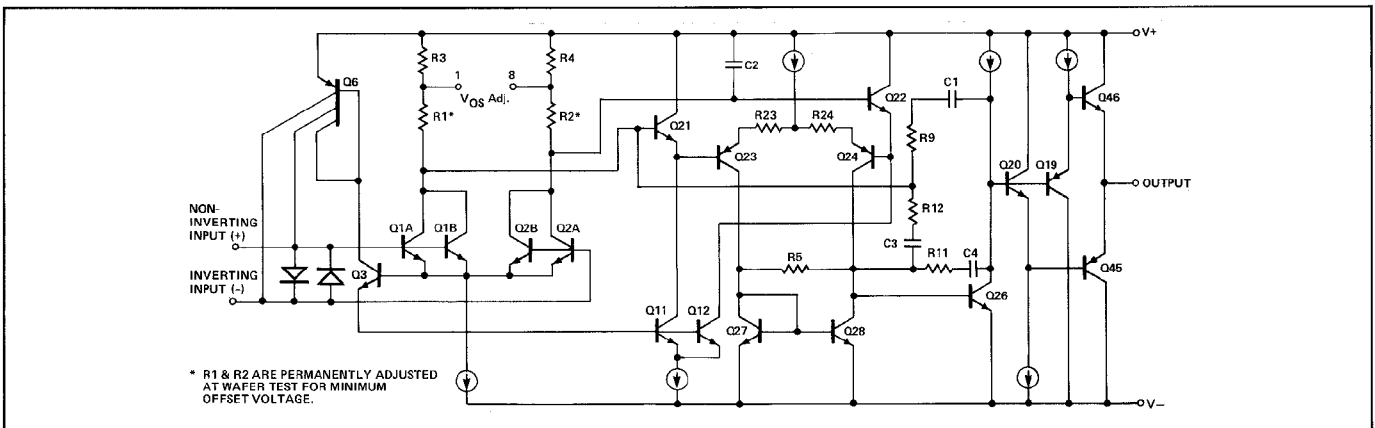 V+
R3
R4
C2
Q6
1
8
VOS Adj.
C1
Q46
R1*
R2*
Q22
Q21
R23
R24
R9
Q23
Q24
Q20
Q19
OUTPUT
NON-
INVERTING
INPUT (+)
R12
Q1A
Q1B
Q2B
Q2A
C3
INVERTING
INPUT (-)
Q3
R5
R11
C4
Q45
Q26
Q11
Q12
Q27
Q28
* R1 & R2 ARE PERMANENTLY ADJUSTED
AT WAFER TEST FOR MINIMUM
OFFSET VOLTAGE.
V-